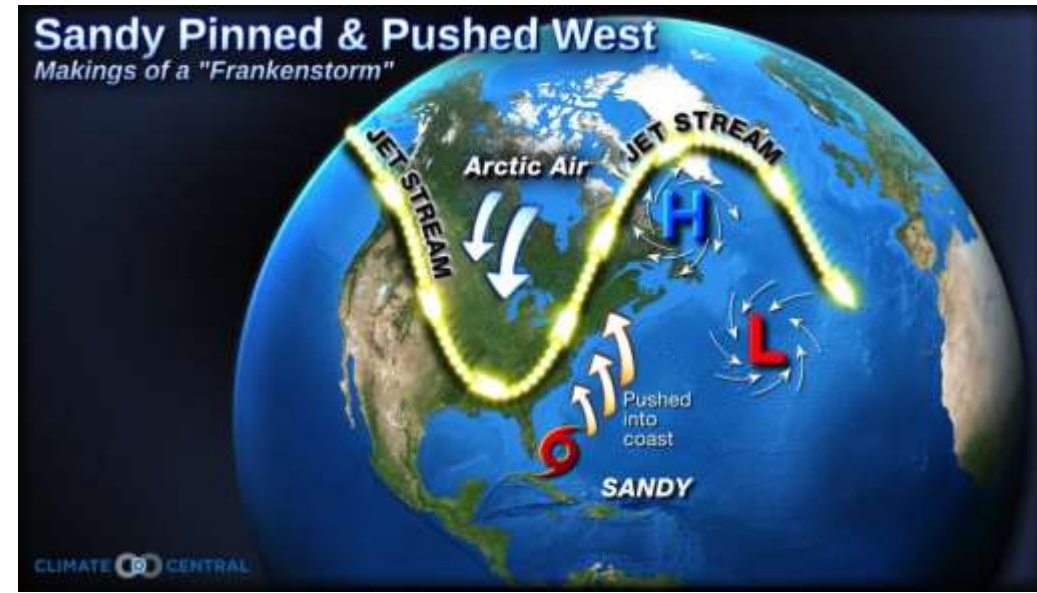 Sandy Pinned & Pushed West
Makings of a "Frankenstorm"
JET STREAM
Arctic Air
JET STREAM
H
L
Pushed
into
coast
SANDY
CLIMATE CENTRAL